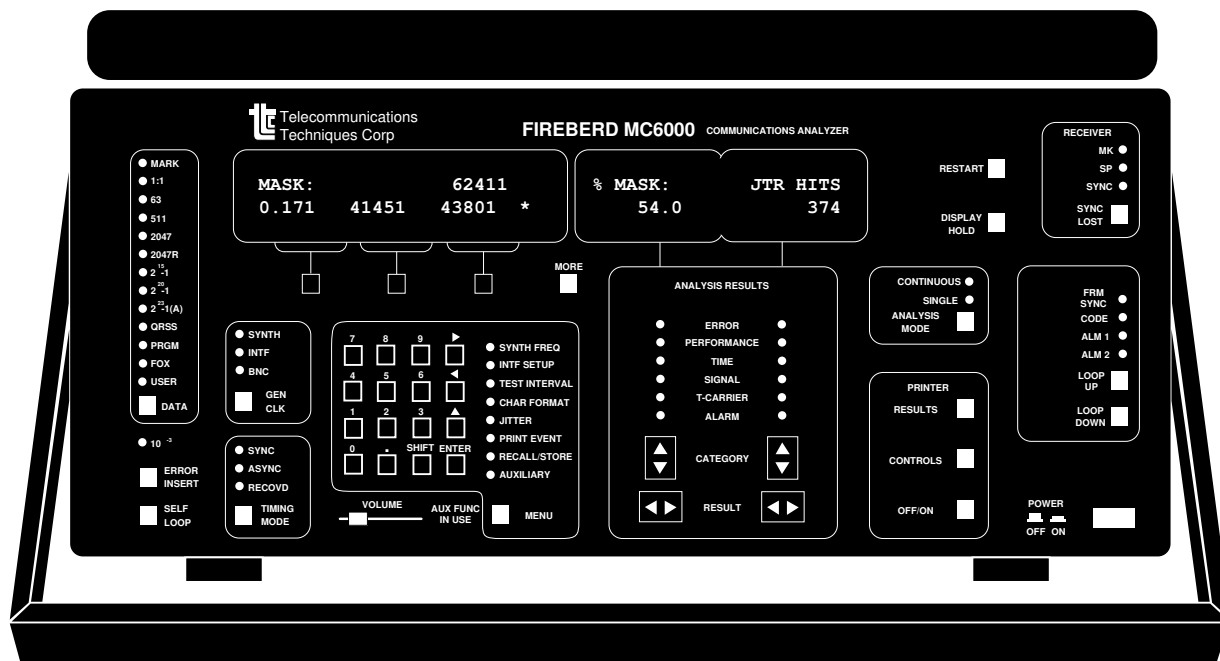 Telecommunications
Techniques Corp
FIREBERD MC6000 COMMUNICATIONS ANALYZER
MARK
1:1
63
511
2047
2047R
2^15-1
2^20-1
2^23-1(A)
QRSS
PRGM
FOX
USER
DATA
10^-3
ERROR
INSERT
SELF
LOOP
MASK: 62411
0.171 41451 43801 *
% MASK: JTR HITS
54.0 374
MORE
SYNTH
INTF
BNC
GEN
CLK
SYNC
ASYNC
RECOVD
TIMING
MODE
7 8 9
4 5 6
1 2 3
0 . SHIFT ENTER
SYNTH FREQ
INTF SETUP
TEST INTERVAL
CHAR FORMAT
JITTER
PRINT EVENT
RECALL/STORE
AUXILIARY
VOLUME
AUX FUNC
IN USE
MENU
ANALYSIS RESULTS
ERROR
PERFORMANCE
TIME
SIGNAL
T-CARRIER
ALARM
CATEGORY
RESULT
RESTART
DISPLAY
HOLD
CONTINUOUS
SINGLE
ANALYSIS
MODE
PRINTER
RESULTS
CONTROLS
OFF/ON
RECEIVER
MK
SP
SYNC
SYNC
LOST
FRM
SYNC
CODE
ALM 1
ALM 2
LOOP
UP
LOOP
DOWN
POWER
OFF ON